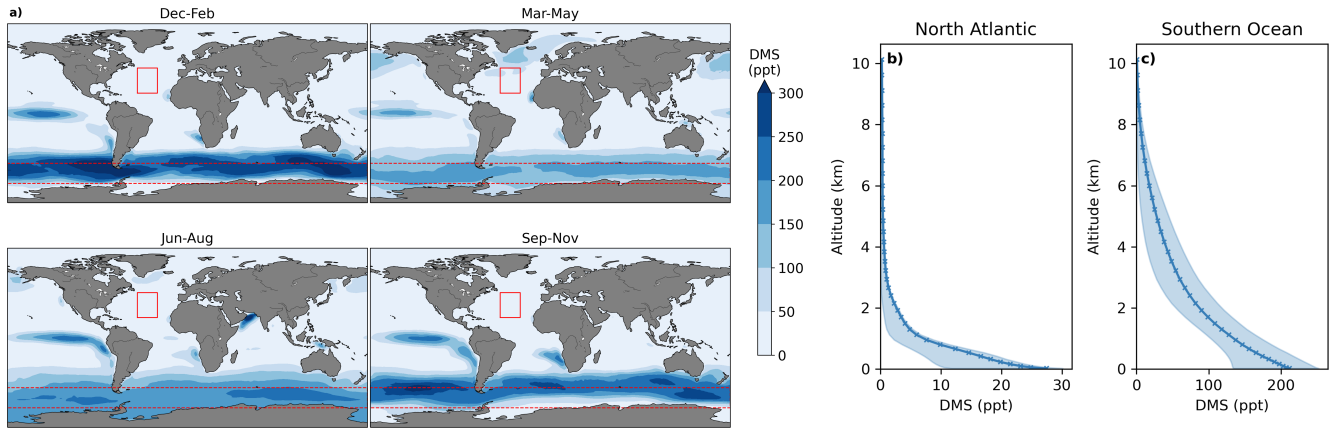 a)
Dec-Feb
Mar-May
Jun-Aug
Sep-Nov
DMS
(ppt)
300
250
200
150
100
50
0
North Atlantic
b)
10
8
6
4
2
0
Altitude (km)
0
10
20
30
DMS (ppt)
Southern Ocean
c)
10
8
6
4
2
0
Altitude (km)
0
100
200
DMS (ppt)